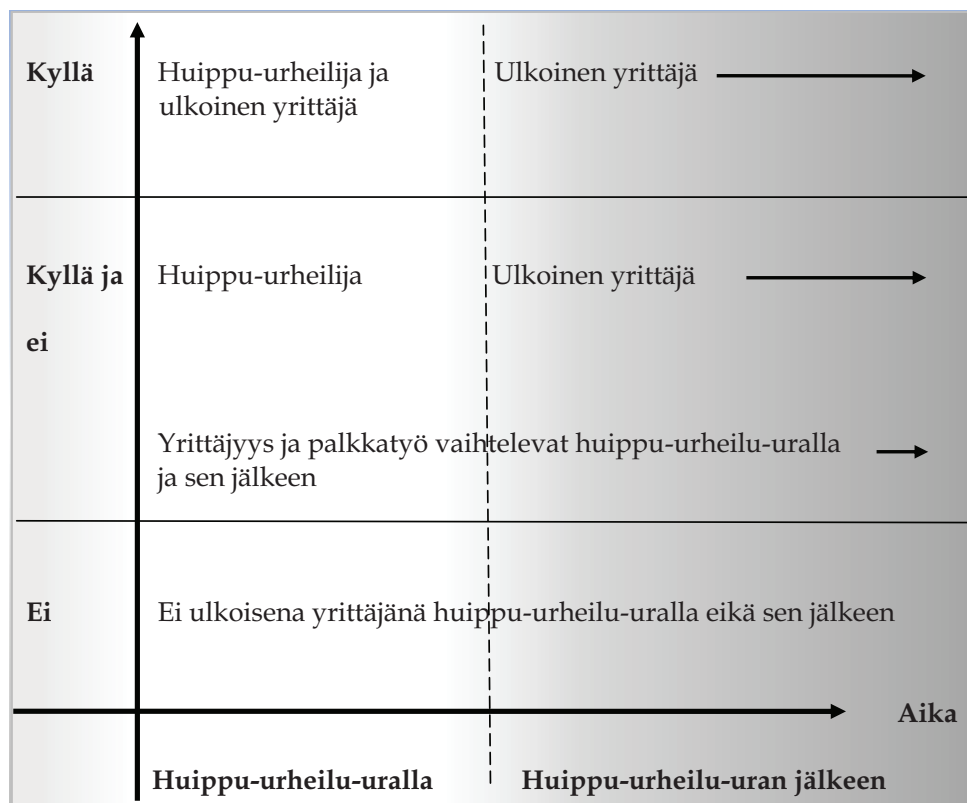 Kyllä
Huippu-urheilija ja
ulkoinen yrittäjä
Ulkoinen yrittäjä
Kyllä ja
ei
Huippu-urheilija
Ulkoinen yrittäjä
Yrittäjyys ja palkkatyö vaihtelevat huippu-urheilu-uralla
ja sen jälkeen
Ei
Ei ulkoisena yrittäjänä huippu-urheilu-uralla eikä sen jälkeen
Aika
Huippu-urheilu-uralla
Huippu-urheilu-uran jälkeen